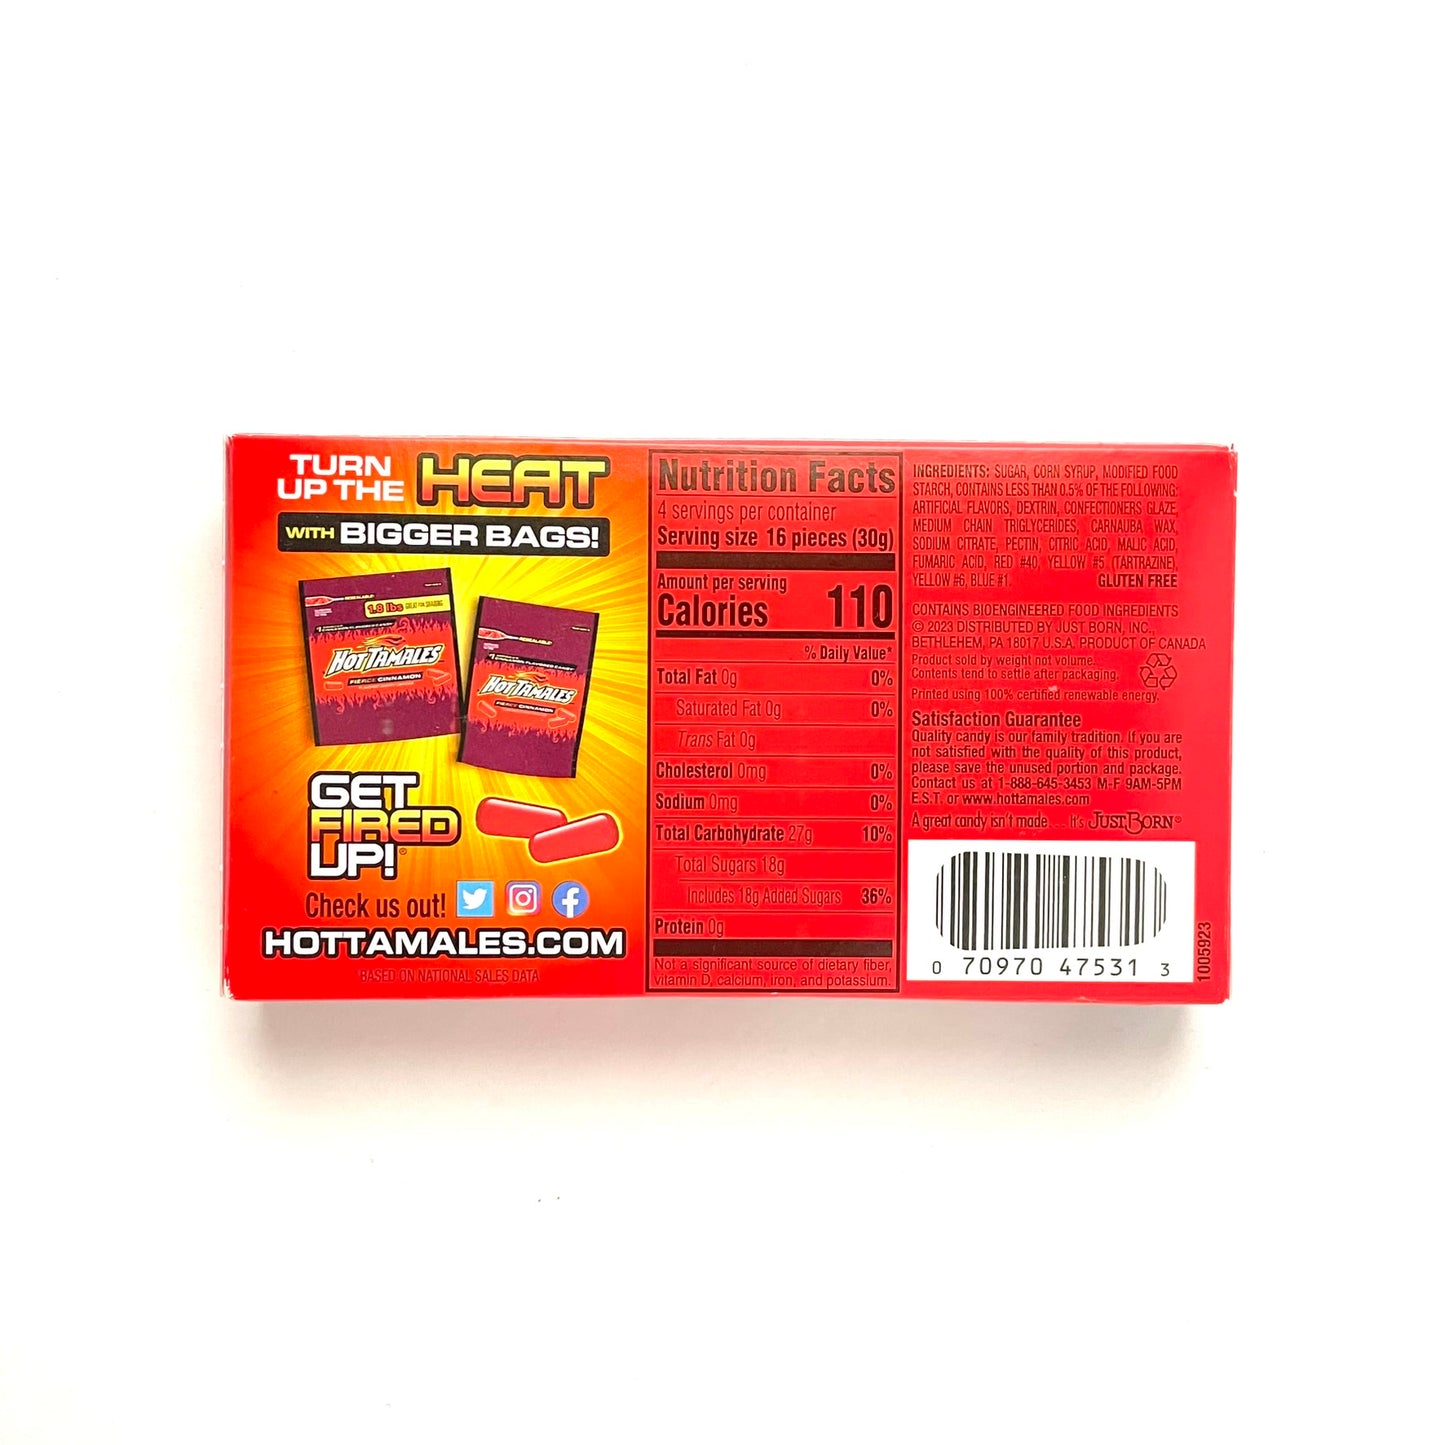 TURN
UP THE HEAT
WITH BIGGER BAGS!
RESEALABLE!
1.8 lbs GREAT FOR SHARING
HOT TAMALES
FIERCE CINNAMON
RESEALABLE!
CINNAMON FLAVORED CANDY
HOT TAMALES
FIERCE CINNAMON
GET
FIRED
UP!®
Check us out!
HOTTAMALES.COM
BASED ON NATIONAL SALES DATA
Nutrition Facts
4 servings per container
Serving size 16 pieces (30g)
Amount per serving
Calories 110
% Daily Value*
Total Fat 0g 0%
Saturated Fat 0g 0%
Trans Fat 0g
Cholesterol 0mg 0%
Sodium 0mg 0%
Total Carbohydrate 27g 10%
Total Sugars 18g
Includes 18g Added Sugars 36%
Protein 0g
Not a significant source of dietary fiber,
vitamin D, calcium, iron, and potassium.
INGREDIENTS: SUGAR, CORN SYRUP, MODIFIED FOOD
STARCH, CONTAINS LESS THAN 0.5% OF THE FOLLOWING:
ARTIFICIAL FLAVORS, DEXTRIN, CONFECTIONERS GLAZE,
MEDIUM CHAIN TRIGLYCERIDES, CARNAUBA WAX,
SODIUM CITRATE, PECTIN, CITRIC ACID, MALIC ACID,
FUMARIC ACID, RED #40, YELLOW #5 (TARTRAZINE),
YELLOW #6, BLUE #1. GLUTEN FREE
CONTAINS BIOENGINEERED FOOD INGREDIENTS
© 2023 DISTRIBUTED BY JUST BORN, INC.,
BETHLEHEM, PA 18017 U.S.A. PRODUCT OF CANADA
Product sold by weight not volume.
Contents tend to settle after packaging.
Printed using 100% certified renewable energy.
Satisfaction Guarantee
Quality candy is our family tradition. If you are
not satisfied with the quality of this product,
please save the unused portion and package.
Contact us at 1-888-645-3453 M-F 9AM-5PM
E.S.T. or www.hottamales.com
A great candy isn't made . . . It's JUST BORN®
0 70970 47531 3
1005923